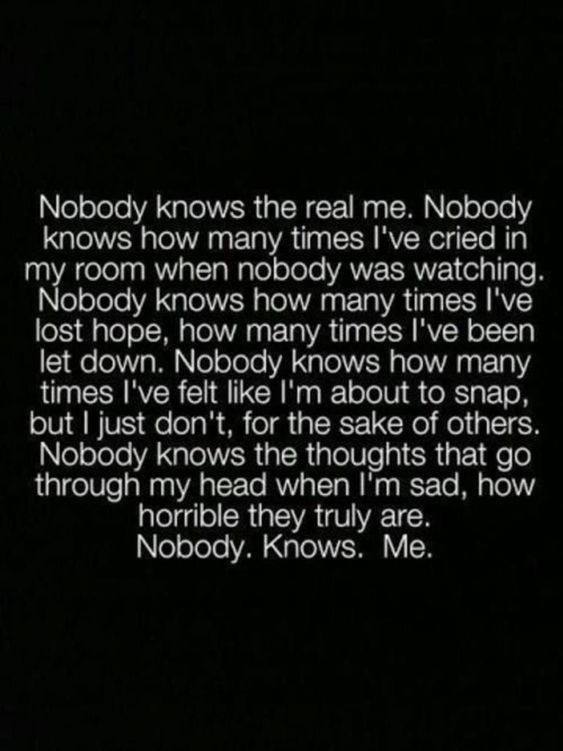 Nobody knows the real me. Nobody
knows how many times I've cried in
my room when nobody was watching.
Nobody knows how many times I've
lost hope, how many times I've been
let down. Nobody knows how many
times I've felt like I'm about to snap,
but I just don't, for the sake of others.
Nobody knows the thoughts that go
through my head when I'm sad, how
horrible they truly are.
Nobody. Knows. Me.